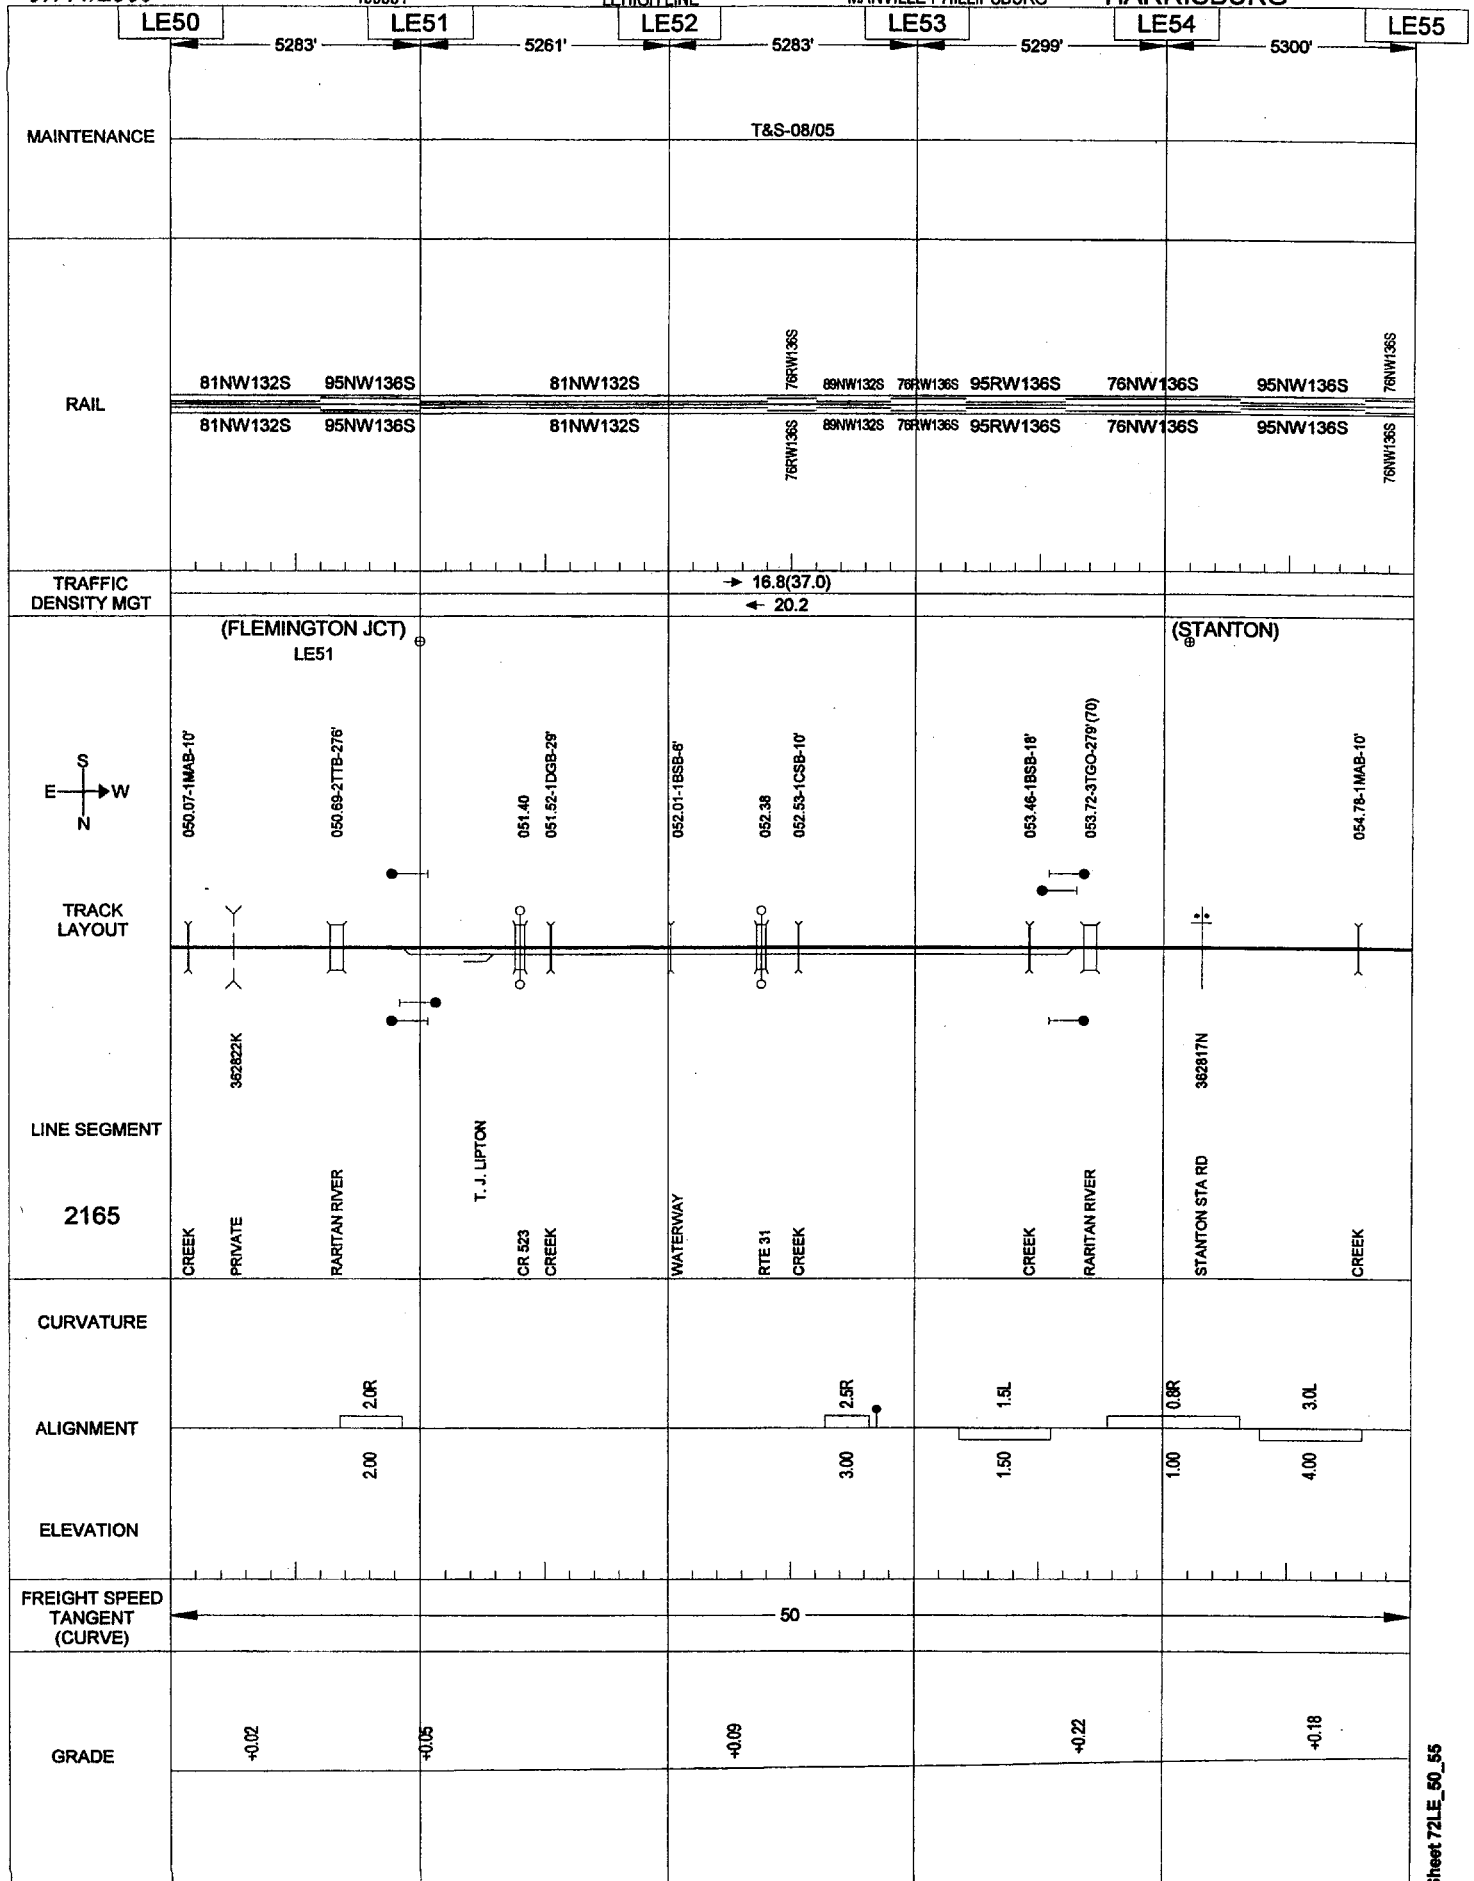 LEHIGH LINE
HARRISBURG
LE50 LE51 LE52 LE53 LE54 LE55
5283' 5261' 5283' 5299' 5300'
MAINTENANCE
T&S-08/05
RAIL
81NW132S 95NW136S 81NW132S 76RW136S 89NW132S 76RW136S 95RW136S 76NW136S 95NW136S 76NW136S
81NW132S 95NW136S 81NW132S 76RW136S 89NW132S 76RW136S 95RW136S 76NW136S 95NW136S 76NW136S
TRAFFIC
DENSITY MGT
→ 16.8(37.0)
← 20.2
(FLEMINGTON JCT)
LE51
(STANTON)
S
E W
N
050.07-1MAB-10'
050.69-2TTB-276'
051.40
051.52-1DGB-29'
052.01-1BSB-6'
052.38
052.53-1CSB-10'
053.46-1BSB-18'
053.72-3TGO-279'(70)
054.78-1MAB-10'
TRACK
LAYOUT
362822K
362817N
LINE SEGMENT
2165
CREEK
PRIVATE
RARITAN RIVER
T. J. LIPTON
CR 523
CREEK
WATERWAY
RTE 31
CREEK
CREEK
RARITAN RIVER
STANTON STA RD
CREEK
CURVATURE
2.0R 2.5R 1.5L 0.8R 3.0L
ALIGNMENT
2.00 3.00 1.50 1.00 4.00
ELEVATION
FREIGHT SPEED
TANGENT
(CURVE)
50
GRADE
+0.02 +0.05 +0.09 +0.22 +0.18
Sheet 72LE_50_55